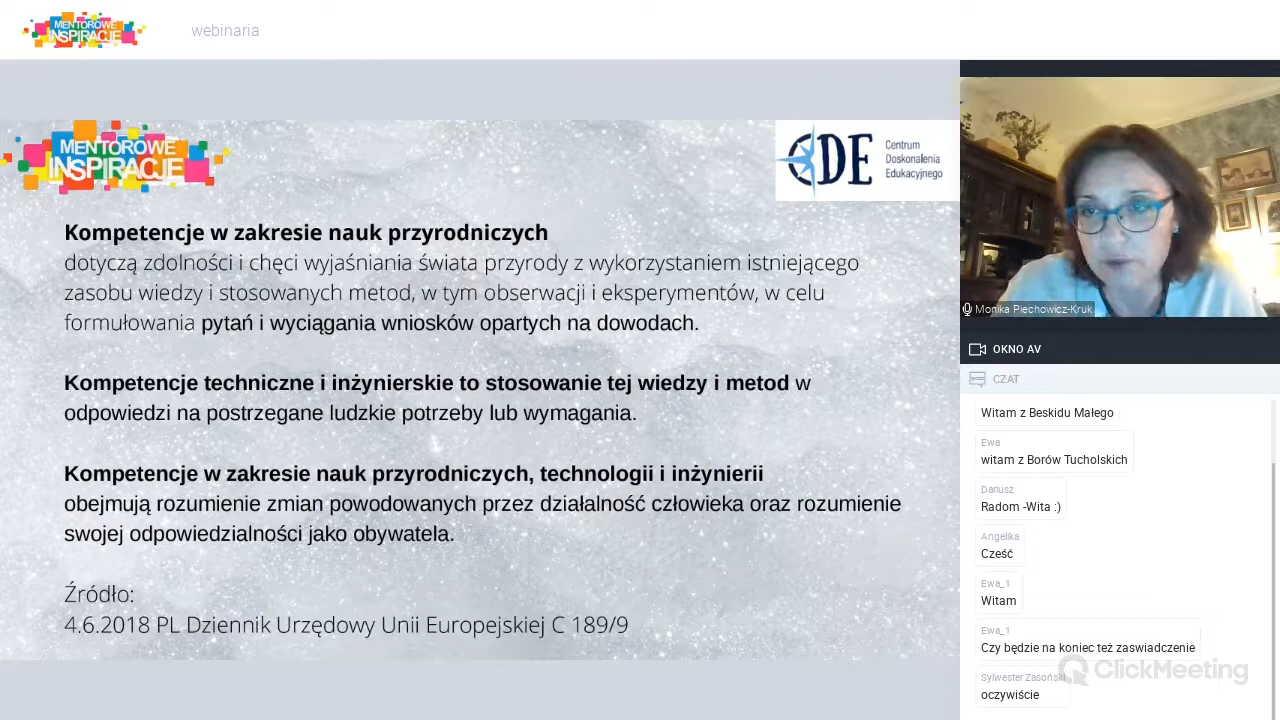 MENTOROWE
INSPIRACJE
webinaria
MENTOROWE
INSPIRACJE
CDE
Centrum
Doskonalenia
Edukacyjnego
Kompetencje w zakresie nauk przyrodniczych
dotyczą zdolności i chęci wyjaśniania świata przyrody z wykorzystaniem istniejącego
zasobu wiedzy i stosowanych metod, w tym obserwacji i eksperymentów, w celu
formułowania pytań i wyciągania wniosków opartych na dowodach.
Kompetencje techniczne i inżynierskie to stosowanie tej wiedzy i metod w
odpowiedzi na postrzegane ludzkie potrzeby lub wymagania.
Kompetencje w zakresie nauk przyrodniczych, technologii i inżynierii
obejmują rozumienie zmian powodowanych przez działalność człowieka oraz rozumienie
swojej odpowiedzialności jako obywatela.
Źródło:
4.6.2018 PL Dziennik Urzędowy Unii Europejskiej C 189/9
Monika Piechowicz-Kruk
OKNO AV
CZAT
Witam z Beskidu Małego
Ewa
witam z Borów Tucholskich
Dariusz
Radom -Wita :)
Angelika
Cześć
Ewa_1
Witam
Ewa_1
Czy będzie na koniec też zaswiadczenie
Sylwester Zasoński
oczywiście
ClickMeeting